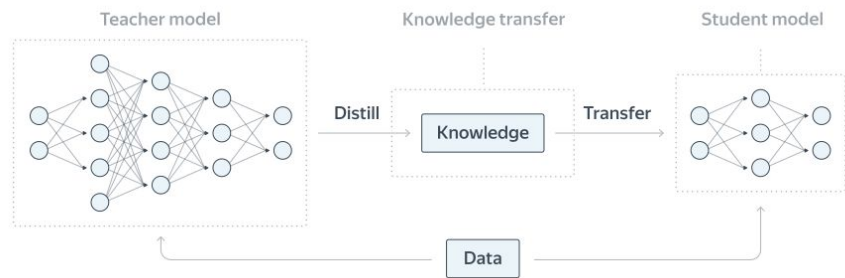 Teacher model
Knowledge transfer
Student model
Distill
Knowledge
Transfer
Data